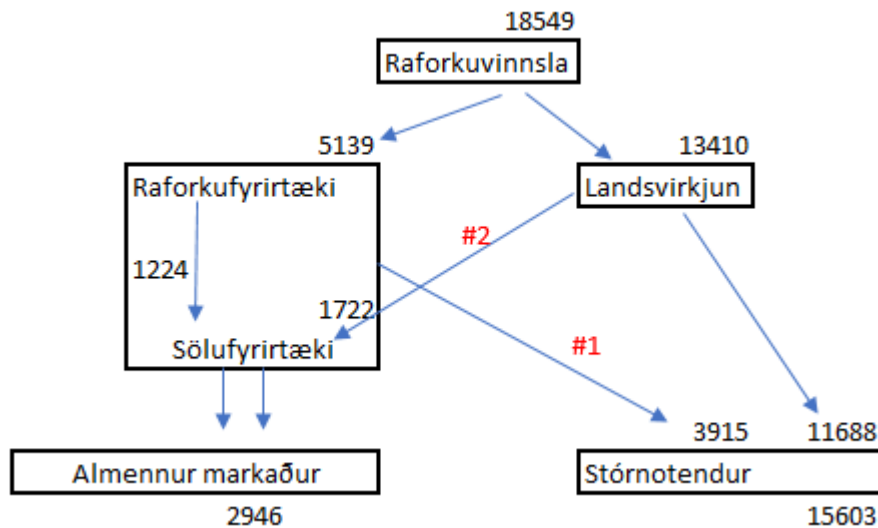 18549
Raforkuvinnsla
5139
13410
Raforkufyrirtæki
Landsvirkjun
#2
1224
1722
Sölufyrirtæki
#1
3915
11688
Almennur markaður
Stórnotendur
2946
15603